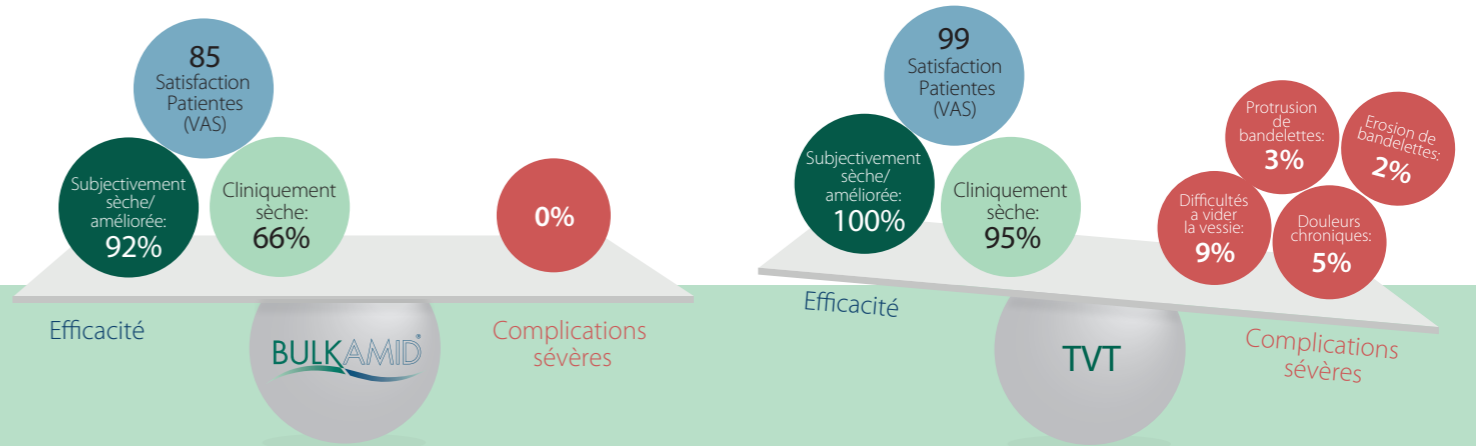 85
Satisfaction
Patientes
(VAS)
Subjectivement
sèche/
améliorée:
92%
Cliniquement
sèche:
66%
0%
Efficacité
BULKAMID®
Complications
sévères
99
Satisfaction
Patientes
(VAS)
Subjectivement
sèche/
améliorée:
100%
Cliniquement
sèche:
95%
Protrusion
de
bandelettes:
3%
Erosion de
bandelettes:
2%
Difficultés
a vider
la vessie:
9%
Douleurs
chroniques:
5%
Efficacité
TVT
Complications
sévères